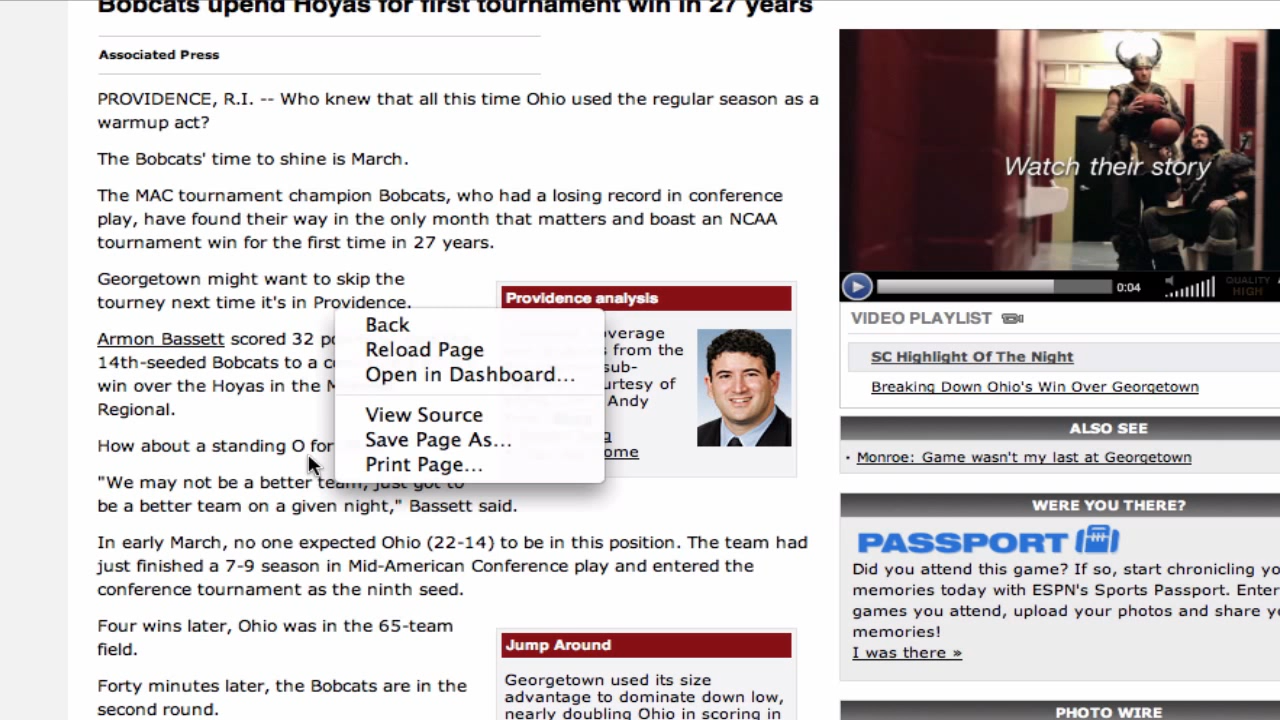 Bobcats upend Hoyas for first tournament win in 27 years
Associated Press
PROVIDENCE, R.I. -- Who knew that all this time Ohio used the regular season as a
warmup act?
The Bobcats' time to shine is March.
The MAC tournament champion Bobcats, who had a losing record in conference
play, have found their way in the only month that matters and boast an NCAA
tournament win for the first time in 27 years.
Georgetown might want to skip the
tourney next time it's in Providence.
Armon Bassett scored 32 po
14th-seeded Bobcats to a c
win over the Hoyas in the M
Regional.
How about a standing O for
"We may not be a better team, just got to
be a better team on a given night," Bassett said.
In early March, no one expected Ohio (22-14) to be in this position. The team had
just finished a 7-9 season in Mid-American Conference play and entered the
conference tournament as the ninth seed.
Four wins later, Ohio was in the 65-team
field.
Forty minutes later, the Bobcats are in the
second round.
Back
Reload Page
Open in Dashboard...
View Source
Save Page As...
Print Page...
Providence analysis
verage
s from the
sub-
urtesy of
Andy
ome
Jump Around
Georgetown used its size
advantage to dominate down low,
nearly doubling Ohio in scoring in
Watch their story
0:04
QUALITY
HIGH
VIDEO PLAYLIST
SC Highlight Of The Night
Breaking Down Ohio's Win Over Georgetown
ALSO SEE
• Monroe: Game wasn't my last at Georgetown
WERE YOU THERE?
PASSPORT
Did you attend this game? If so, start chronicling yo
memories today with ESPN's Sports Passport. Enter
games you attend, upload your photos and share y
memories!
I was there »
PHOTO WIRE